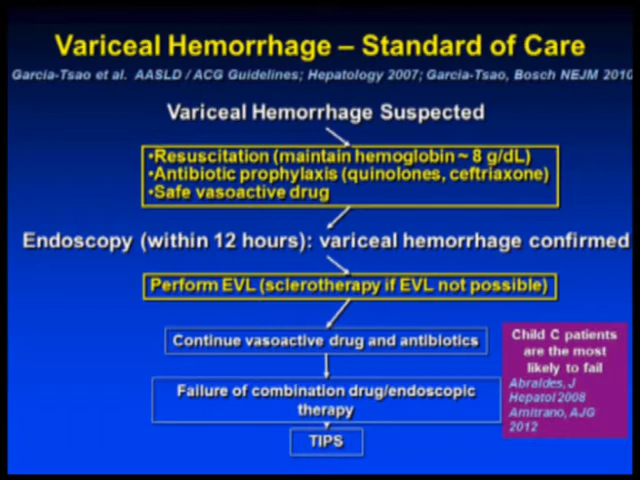 Variceal Hemorrhage – Standard of Care
Garcia-Tsao et al. AASLD / ACG Guidelines; Hepatology 2007; Garcia-Tsao, Bosch NEJM 2010
Variceal Hemorrhage Suspected
•Resuscitation (maintain hemoglobin ~ 8 g/dL)
•Antibiotic prophylaxis (quinolones, ceftriaxone)
•Safe vasoactive drug
Endoscopy (within 12 hours): variceal hemorrhage confirmed
Perform EVL (sclerotherapy if EVL not possible)
Continue vasoactive drug and antibiotics
Child C patients
are the most
likely to fail
Abraldes, J
Hepatol 2008
Amitrano, AJG
2012
Failure of combination drug/endoscopic
therapy
TIPS